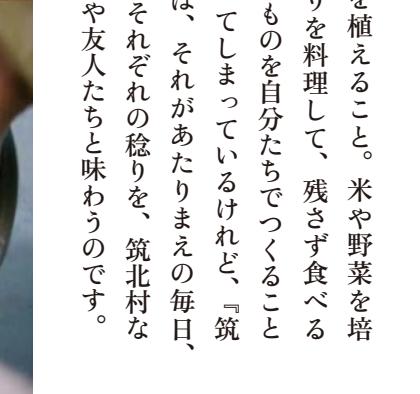 を植えること。米や野菜を培
りを料理して、残さず食べる
ものを自分たちでつくること
てしまっているけれど、『筑
は、それがあたりまえの毎日、
それぞれの稔りを、筑北村な
や友人たちと味わうのです。